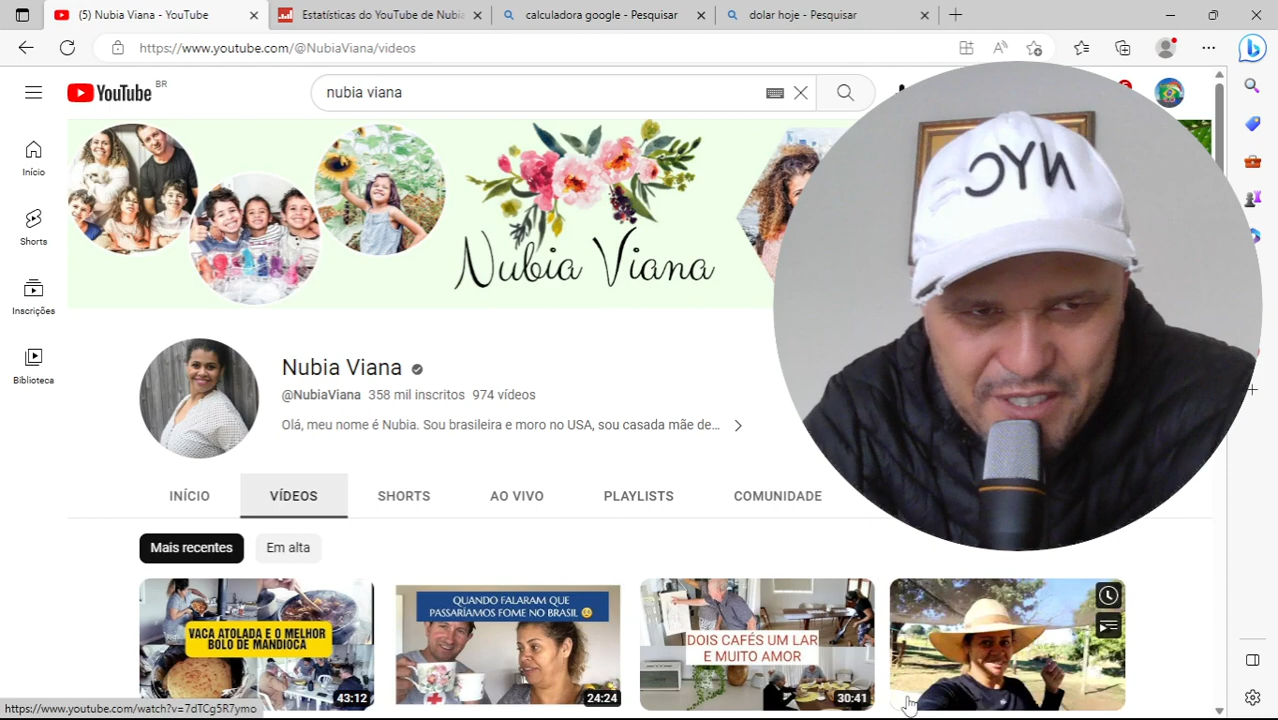 (5) Nubia Viana - YouTube
Estatísticas do YouTube de Nubia
calculadora google - Pesquisar
dolar hoje - Pesquisar
https://www.youtube.com/@NubiaViana/videos
YouTube BR
nubia viana
Início
Shorts
Inscrições
Biblioteca
Nubia Viana
NYC
Nubia Viana
@NubiaViana 358 mil inscritos 974 vídeos
Olá, meu nome é Nubia. Sou brasileira e moro no USA, sou casada mãe de...
INÍCIO VÍDEOS SHORTS AO VIVO PLAYLISTS COMUNIDADE
Mais recentes Em alta
VACA ATOLADA E O MELHOR
BOLO DE MANDIOCA
43:12
QUANDO FALARAM QUE
PASSARÍAMOS FOME NO BRASIL
24:24
DOIS CAFÉS UM LAR
E MUITO AMOR
30:41
https://www.youtube.com/watch?v=7dTCg5R7ymo